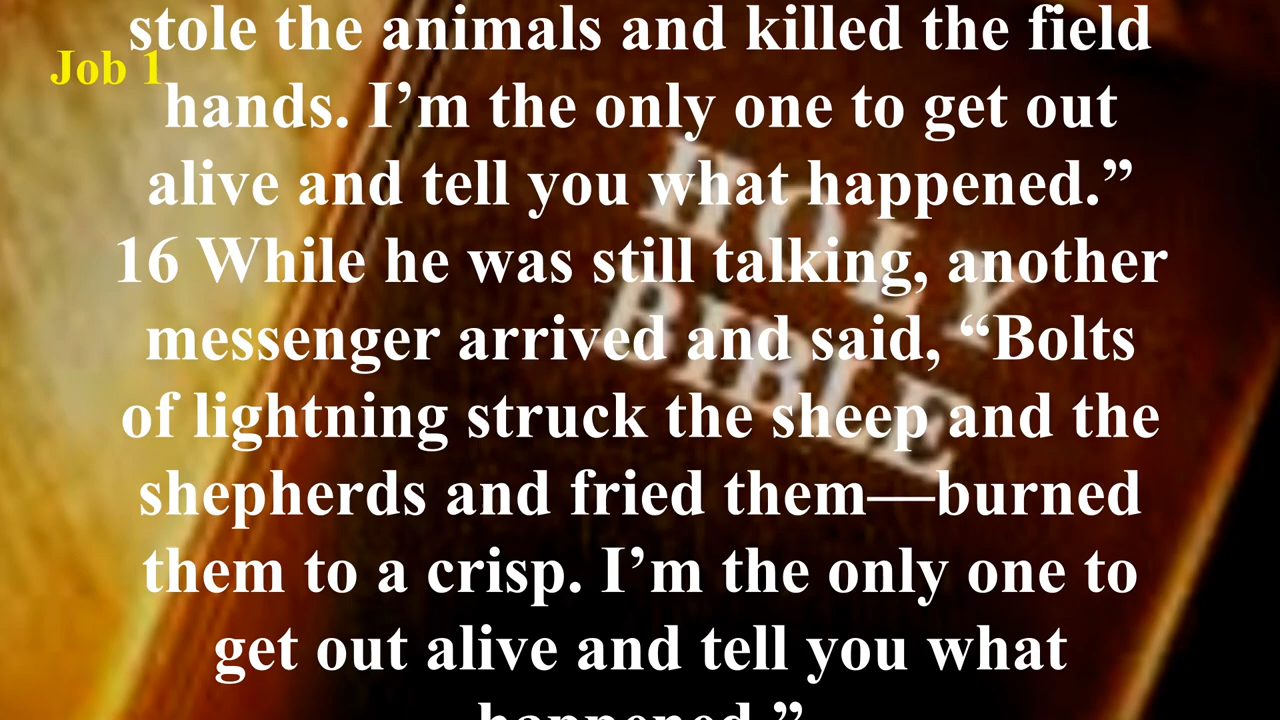 stole the animals and killed the field
Job 1
hands. I’m the only one to get out
alive and tell you what happened.”
16 While he was still talking, another
messenger arrived and said, “Bolts
of lightning struck the sheep and the
shepherds and fried them—burned
them to a crisp. I’m the only one to
get out alive and tell you what
happened.”
HOLY
BIBLE